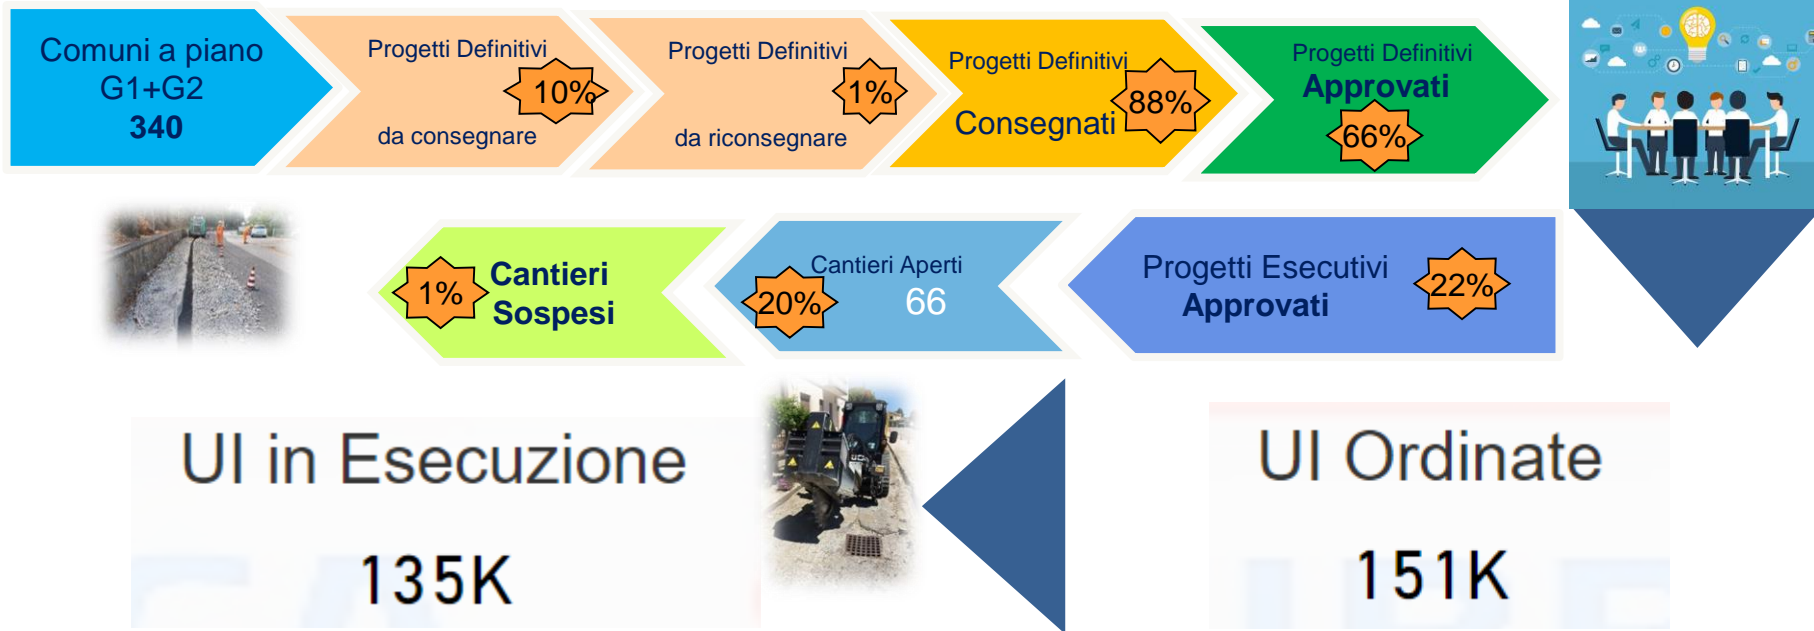 Comuni a piano
G1+G2
340
Progetti Definitivi
10%
da consegnare
Progetti Definitivi
1%
da riconsegnare
Progetti Definitivi
88%
Consegnati
Progetti Definitivi
Approvati
66%
1%
Cantieri
Sospesi
Cantieri Aperti
20%
66
Progetti Esecutivi
Approvati
22%
UI in Esecuzione
135K
UI Ordinate
151K